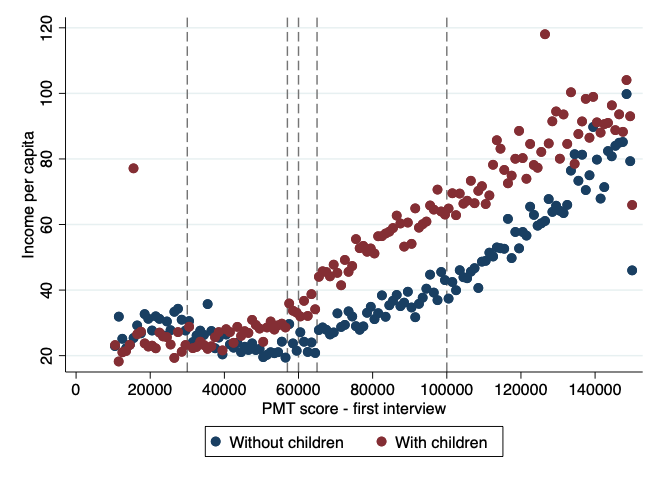 Income per capita
120
100
80
60
40
20
0 20000 40000 60000 80000 100000 120000 140000
PMT score - first interview
Without children With children